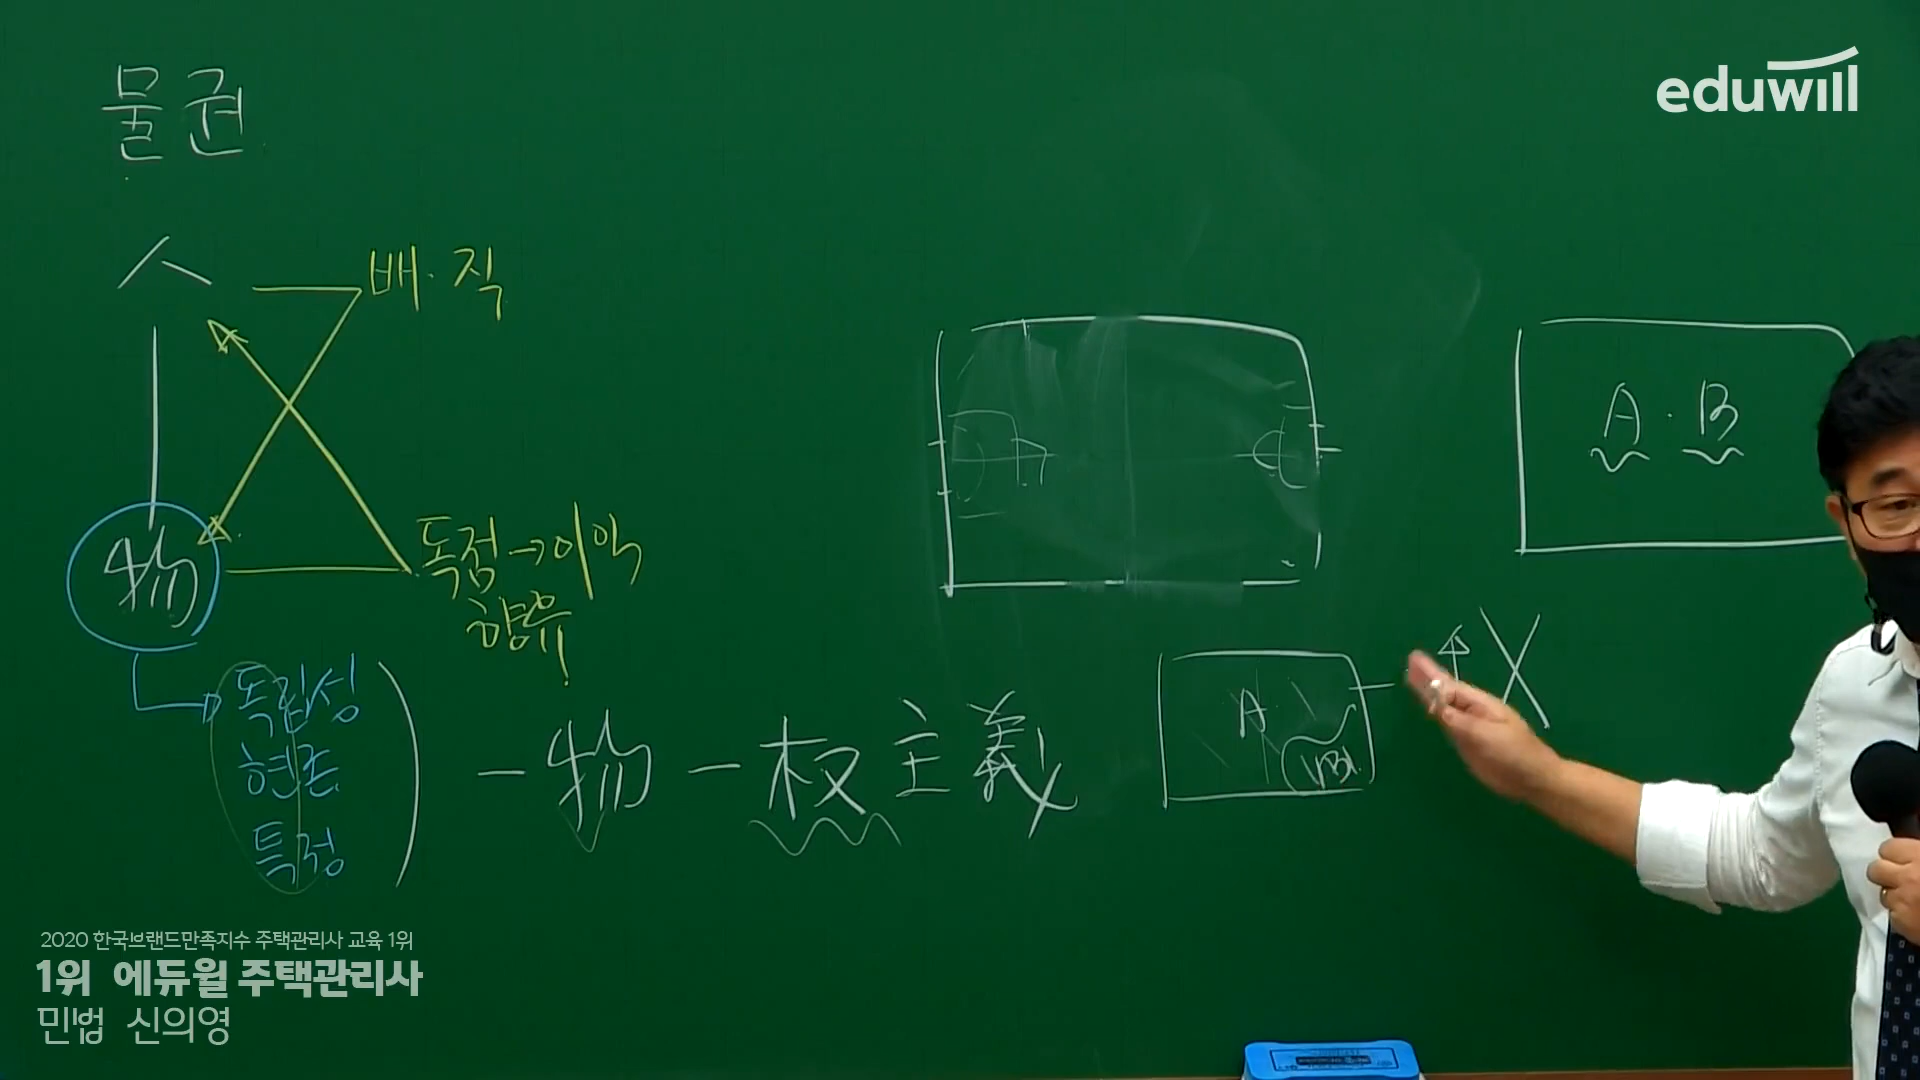 물권
eduwill
人
배·직
A·B
物
독점→이익
향유
독립성
현존
특정
一物一权主義
A
B
X
2020 한국브랜드만족지수 주택관리사 교육 1위
1위 에듀윌 주택관리사
민법 신의영